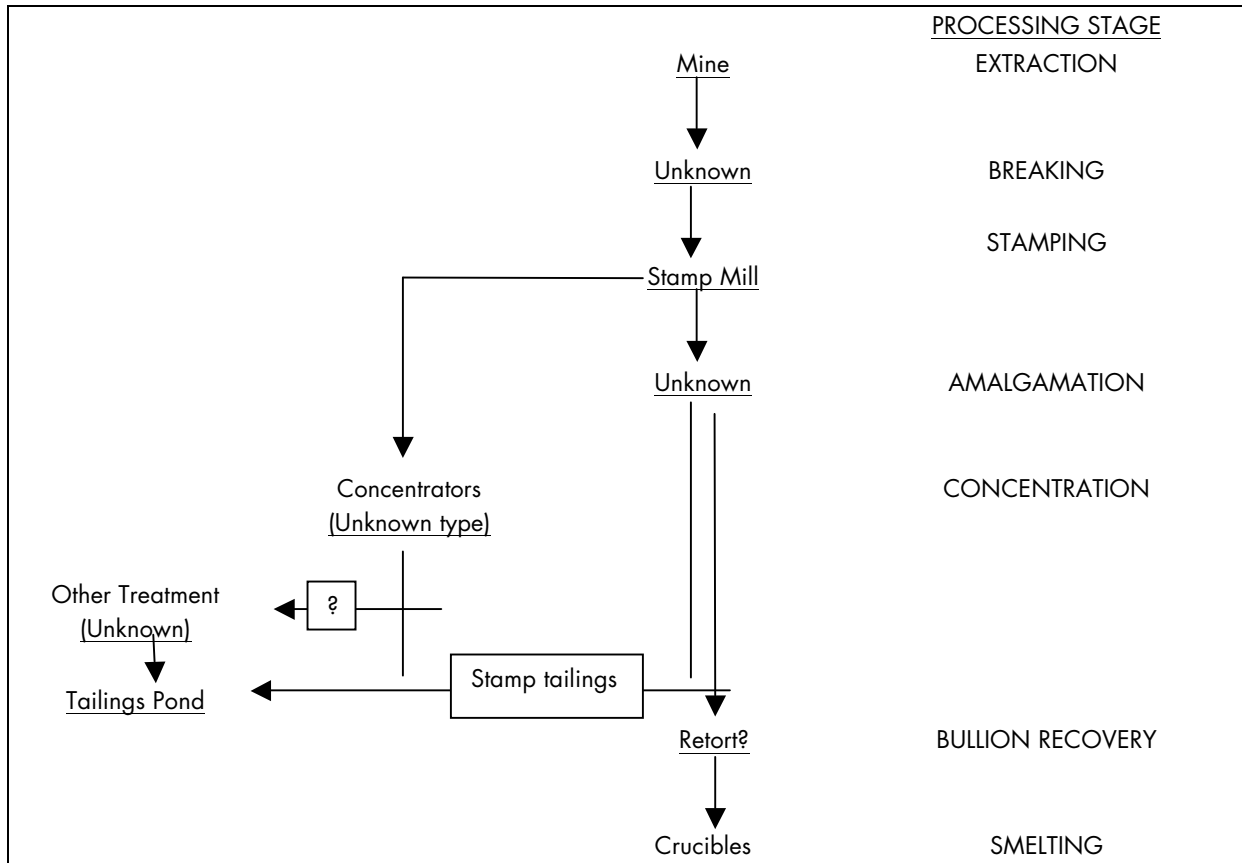 PROCESSING STAGE
Mine EXTRACTION
Unknown BREAKING
STAMPING
Stamp Mill
Unknown AMALGAMATION
Concentrators CONCENTRATION
(Unknown type)
Other Treatment ?
(Unknown)
Stamp tailings
Tailings Pond
Retort? BULLION RECOVERY
Crucibles SMELTING